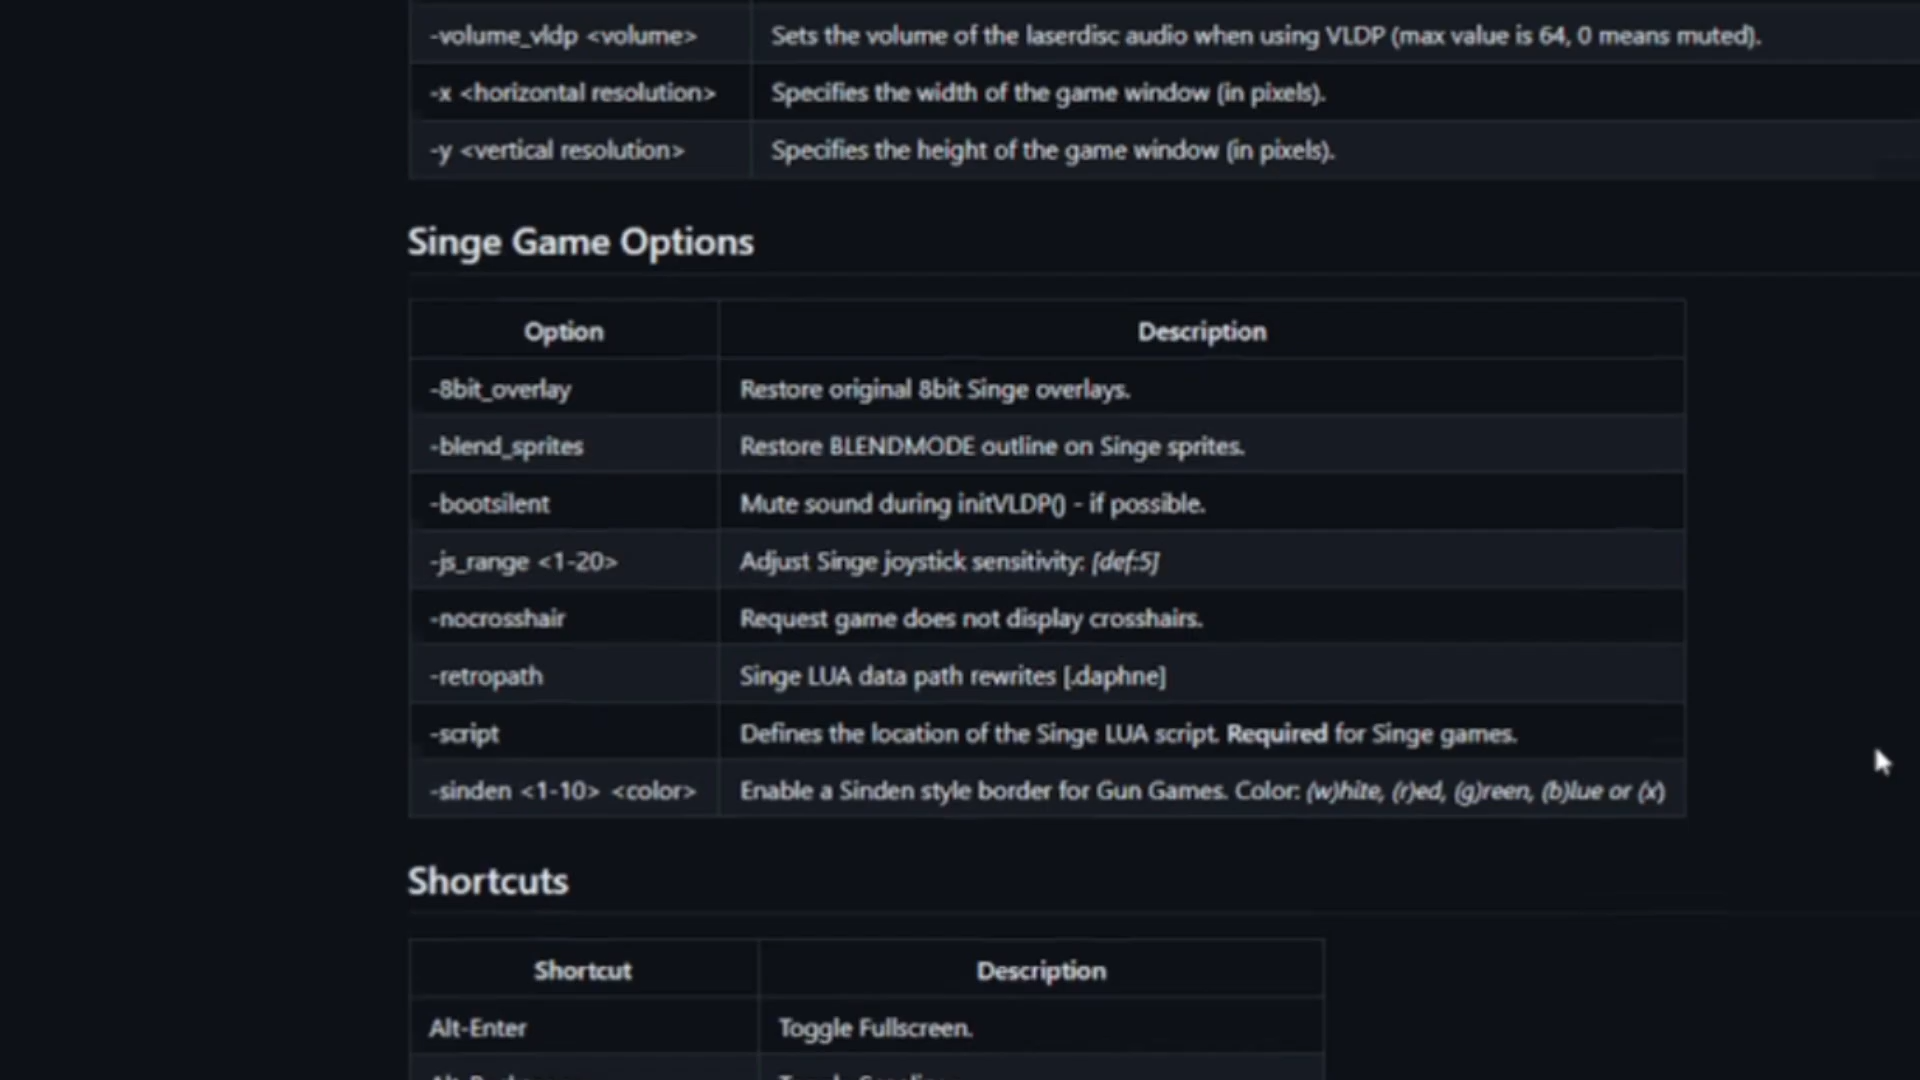 -volume_vldp <volume> Sets the volume of the laserdisc audio when using VLDP (max value is 64, 0 means muted).
-x <horizontal resolution> Specifies the width of the game window (in pixels).
-y <vertical resolution> Specifies the height of the game window (in pixels).
Singe Game Options
Option Description
-8bit_overlay Restore original 8bit Singe overlays.
-blend_sprites Restore BLENDMODE outline on Singe sprites.
-bootsilent Mute sound during initVLDP() - if possible.
-js_range <1-20> Adjust Singe joystick sensitivity: [def:5]
-nocrosshair Request game does not display crosshairs.
-retropath Singe LUA data path rewrites [.daphne]
-script Defines the location of the Singe LUA script. Required for Singe games.
-sinden <1-10> <color> Enable a Sinden style border for Gun Games. Color: (w)hite, (r)ed, (g)reen, (b)lue or (x)
Shortcuts
Shortcut Description
Alt-Enter Toggle Fullscreen.